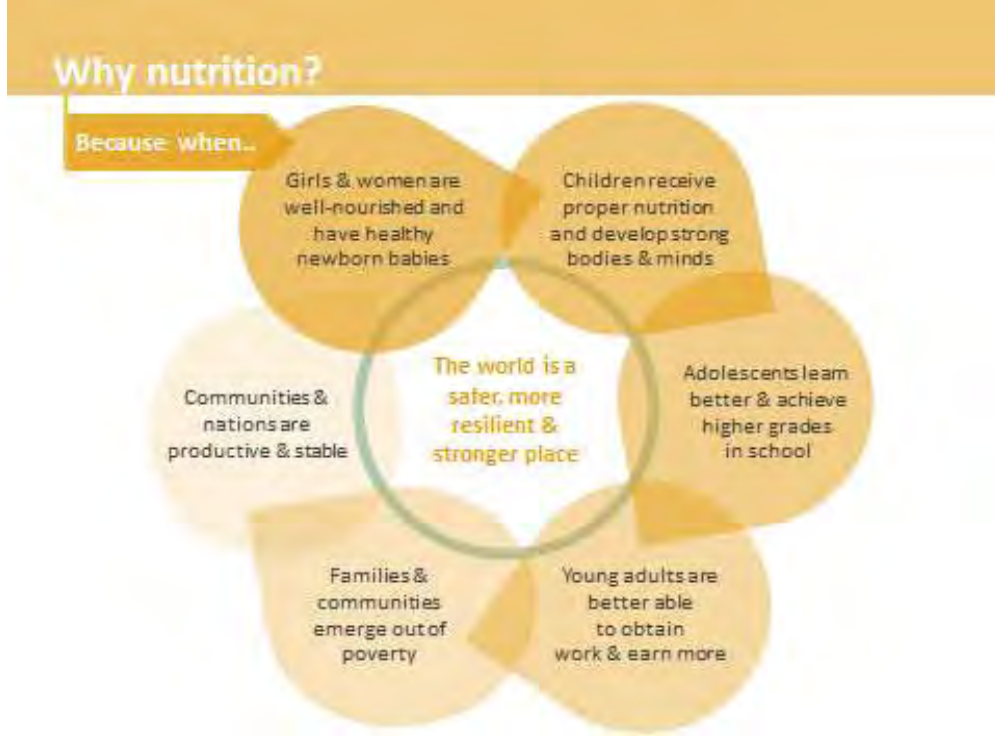 Why nutrition?
Because when..
Girls & women are
well-nourished and
have healthy
newborn babies
Children receive
proper nutrition
and develop strong
bodies & minds
Adolescents learn
better & achieve
higher grades
in school
Young adults are
better able
to obtain
work & earn more
Families &
communities
emerge out of
poverty
Communities &
nations are
productive & stable
The world is a
safer, more
resilient &
stronger place